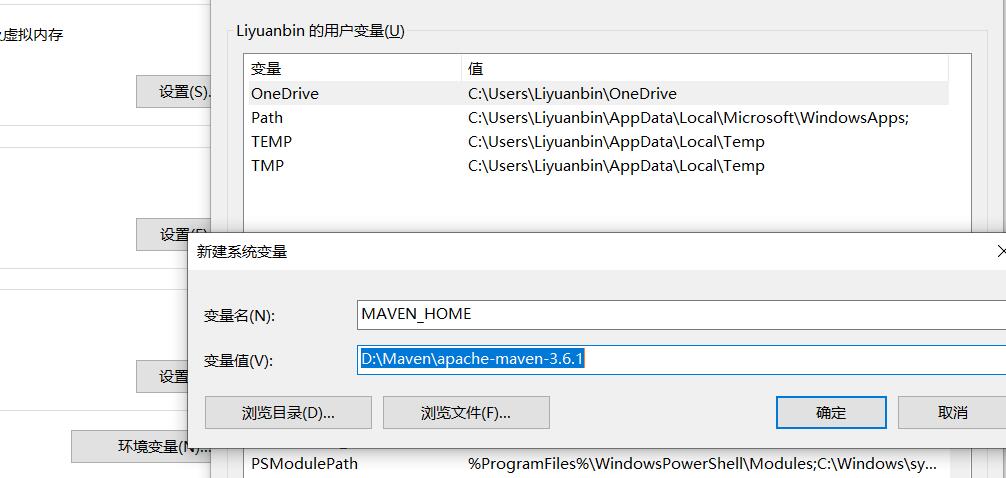 虚拟内存
Liyuanbin 的用户变量(U)
变量 值
OneDrive C:\Users\Liyuanbin\OneDrive
设置(S).
Path C:\Users\Liyuanbin\AppData\Local\Microsoft\WindowsApps;
TEMP C:\Users\Liyuanbin\AppData\Local\Temp
TMP C:\Users\Liyuanbin\AppData\Local\Temp
设置(E)
新建系统变量
变量名(N): MAVEN_HOME
变量值(V): D:\Maven\apache-maven-3.6.1
设置
浏览目录(D)... 浏览文件(F)... 确定 取消
环境变量(N)...
PSModulePath %ProgramFiles%\WindowsPowerShell\Modules;C:\Windows\sy...